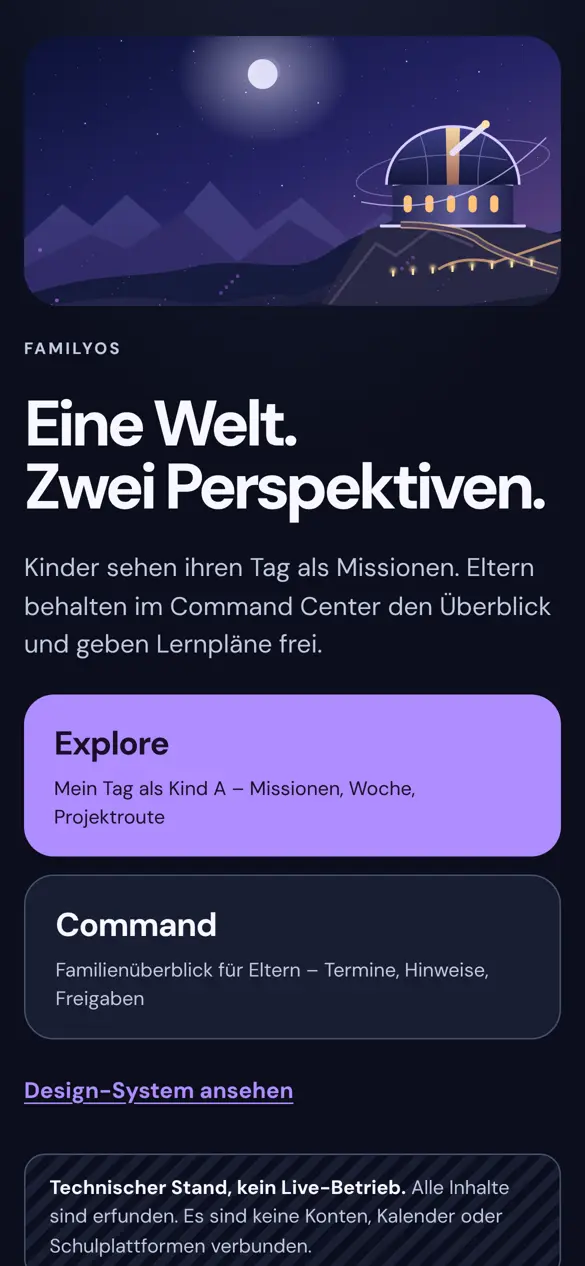 FAMILYOS
Eine Welt.
Zwei Perspektiven.
Kinder sehen ihren Tag als Missionen. Eltern
behalten im Command Center den Überblick
und geben Lernpläne frei.
Explore
Mein Tag als Kind A – Missionen, Woche,
Projektroute
Command
Familienüberblick für Eltern – Termine, Hinweise,
Freigaben
Design-System ansehen
Technischer Stand, kein Live-Betrieb. Alle Inhalte
sind erfunden. Es sind keine Konten, Kalender oder
Schulplattformen verbunden.